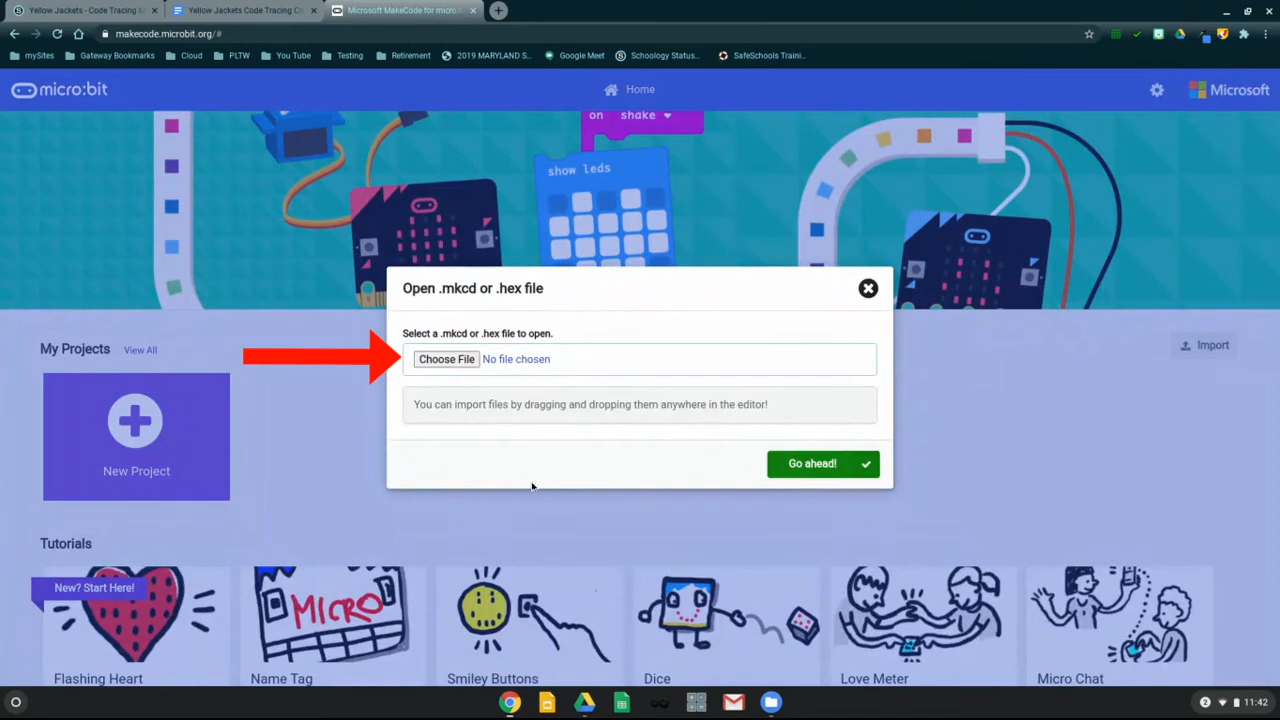 Yellow Jackets - Code Tracing
Yellow Jackets Code Tracing Ch
Microsoft MakeCode for micro
makecode.microbit.org/#
mySites
Gateway Bookmarks
Cloud
PLTW
You Tube
Testing
Retirement
2019 MARYLAND S...
Google Meet
Schoology Status...
SafeSchools Traini...
micro:bit
Home
Microsoft
on shake
show leds
Open .mkcd or .hex file
Select a .mkcd or .hex file to open.
Choose File No file chosen
You can import files by dragging and dropping them anywhere in the editor!
Go ahead!
My Projects View All
Import
New Project
Tutorials
New? Start Here!
MICRO
Flashing Heart
Name Tag
Smiley Buttons
Dice
Love Meter
Micro Chat
2
11:42